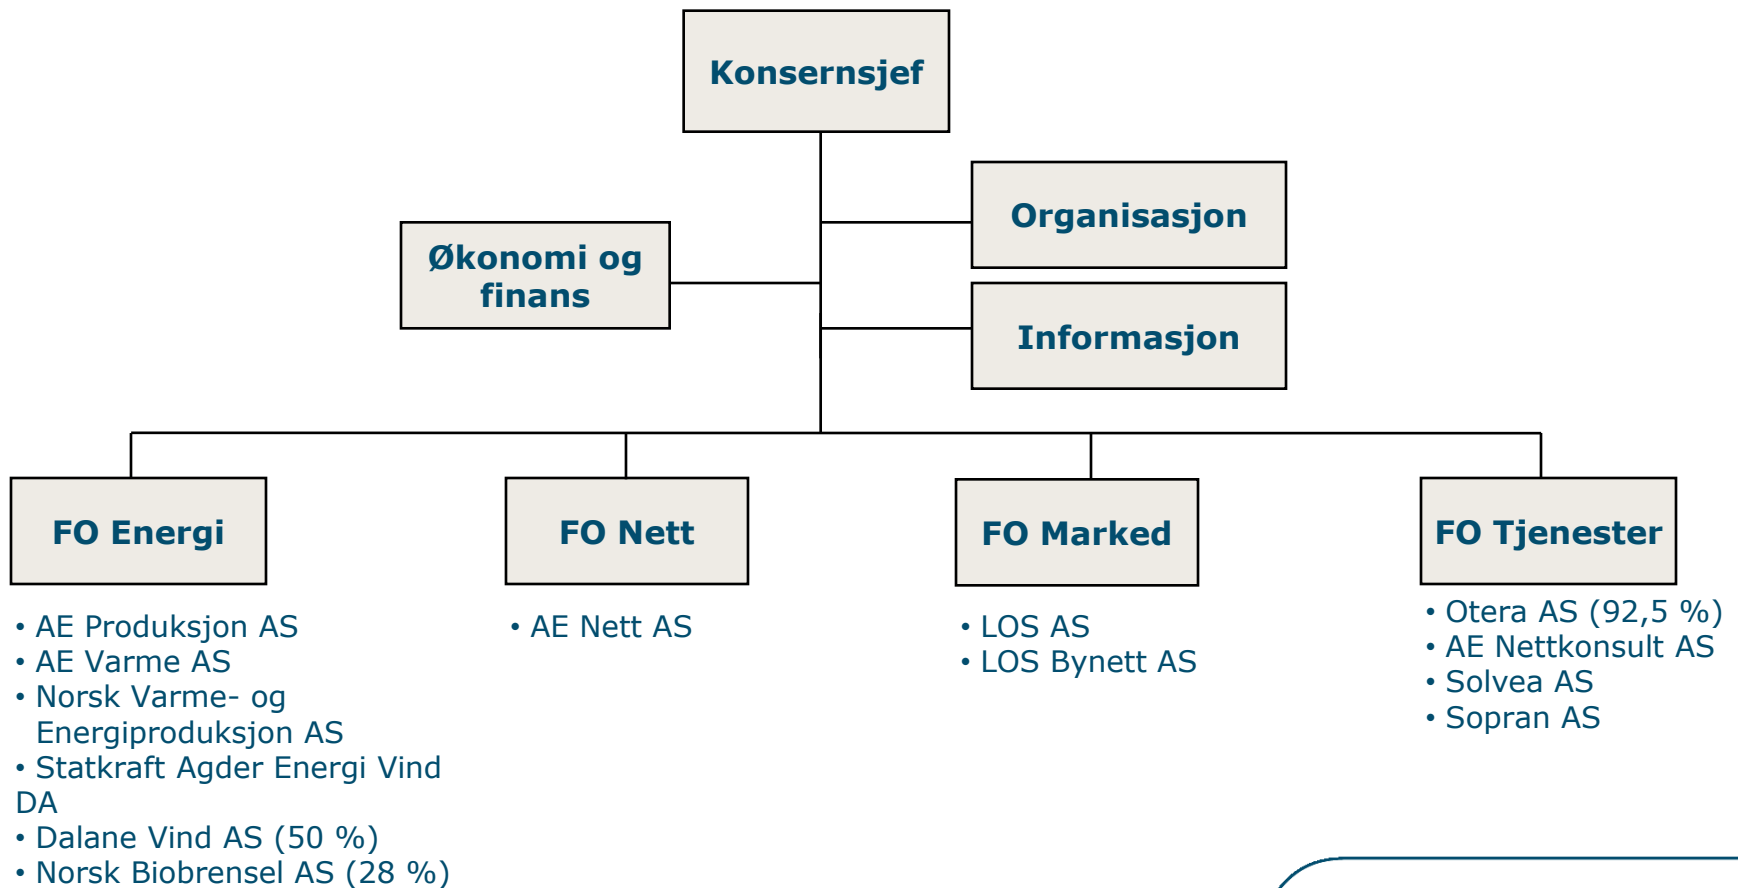 Konsernsjef
Organisasjon
Økonomi og
finans
Informasjon
FO Energi
• AE Produksjon AS
• AE Varme AS
• Norsk Varme- og
Energiproduksjon AS
• Statkraft Agder Energi Vind
DA
• Dalane Vind AS (50 %)
• Norsk Biobrensel AS (28 %)
FO Nett
• AE Nett AS
FO Marked
• LOS AS
• LOS Bynett AS
FO Tjenester
• Otera AS (92,5 %)
• AE Nettkonsult AS
• Solvea AS
• Sopran AS